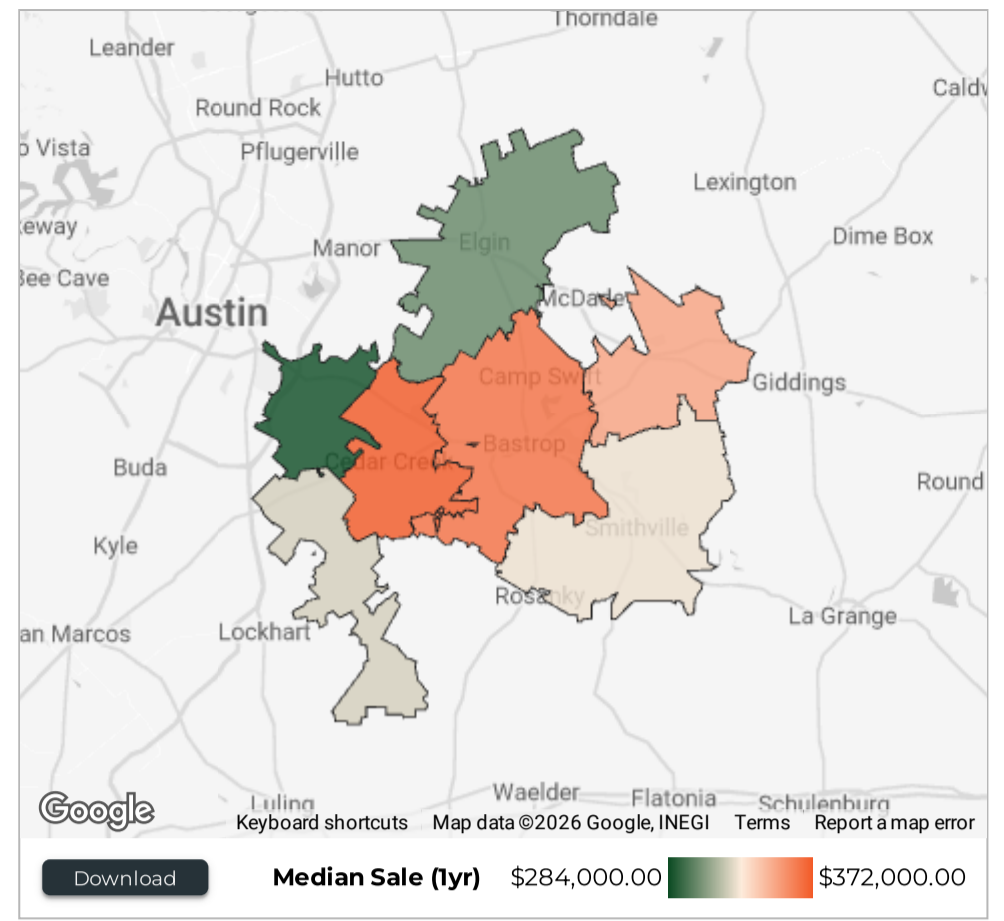 Thorndale
Leander
Hutto
Caldw
Round Rock
o Vista
Pflugerville
Lexington
keway
Manor
Elgin
Dime Box
Bee Cave
McDade
Austin
Camp Swift
Giddings
Bastrop
Cedar Creek
Buda
Round
Smithville
Kyle
Rosanky
La Grange
an Marcos
Lockhart
Waelder
Flatonia
Luling
Schulenburg
Google
Keyboard shortcuts Map data ©2026 Google, INEGI Terms Report a map error
Download Median Sale (1yr) $284,000.00 $372,000.00